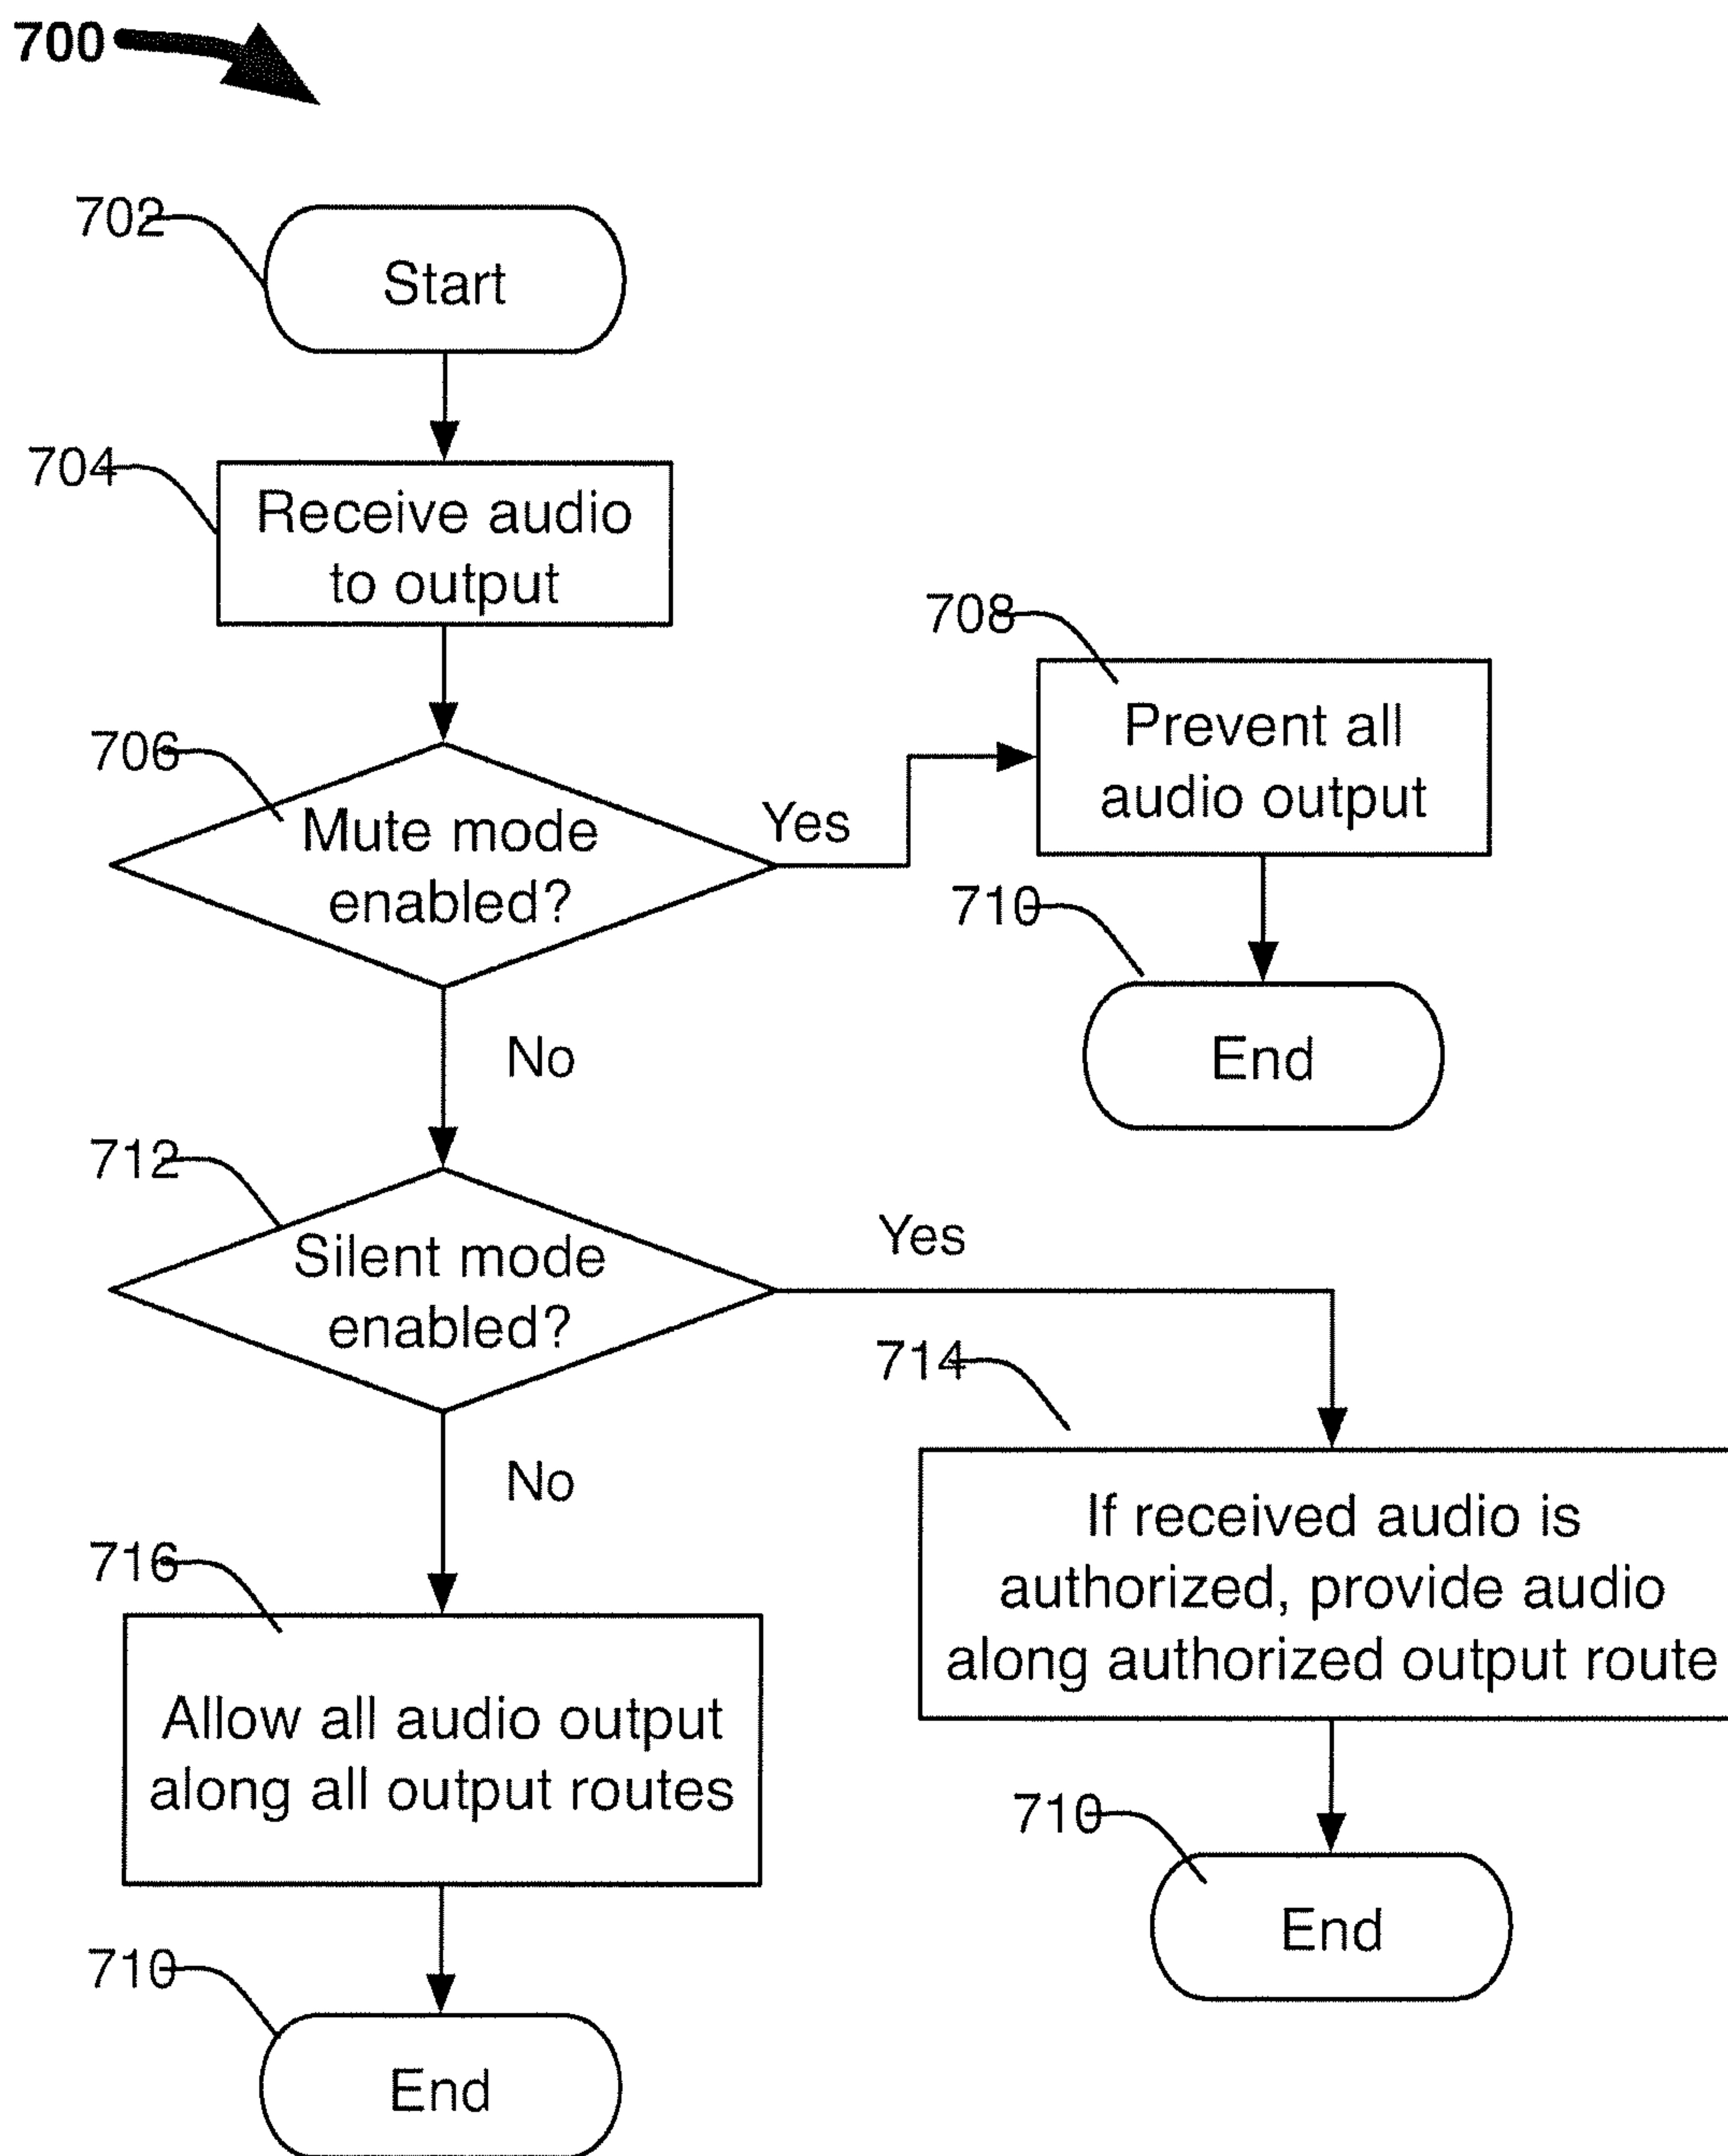 700
702
Start
704
Receive audio
to output
706
Mute mode
enabled?
Yes
708
Prevent all
audio output
710
End
No
712
Silent mode
enabled?
Yes
714
If received audio is
authorized, provide audio
along authorized output route
710
End
No
716
Allow all audio output
along all output routes
710
End